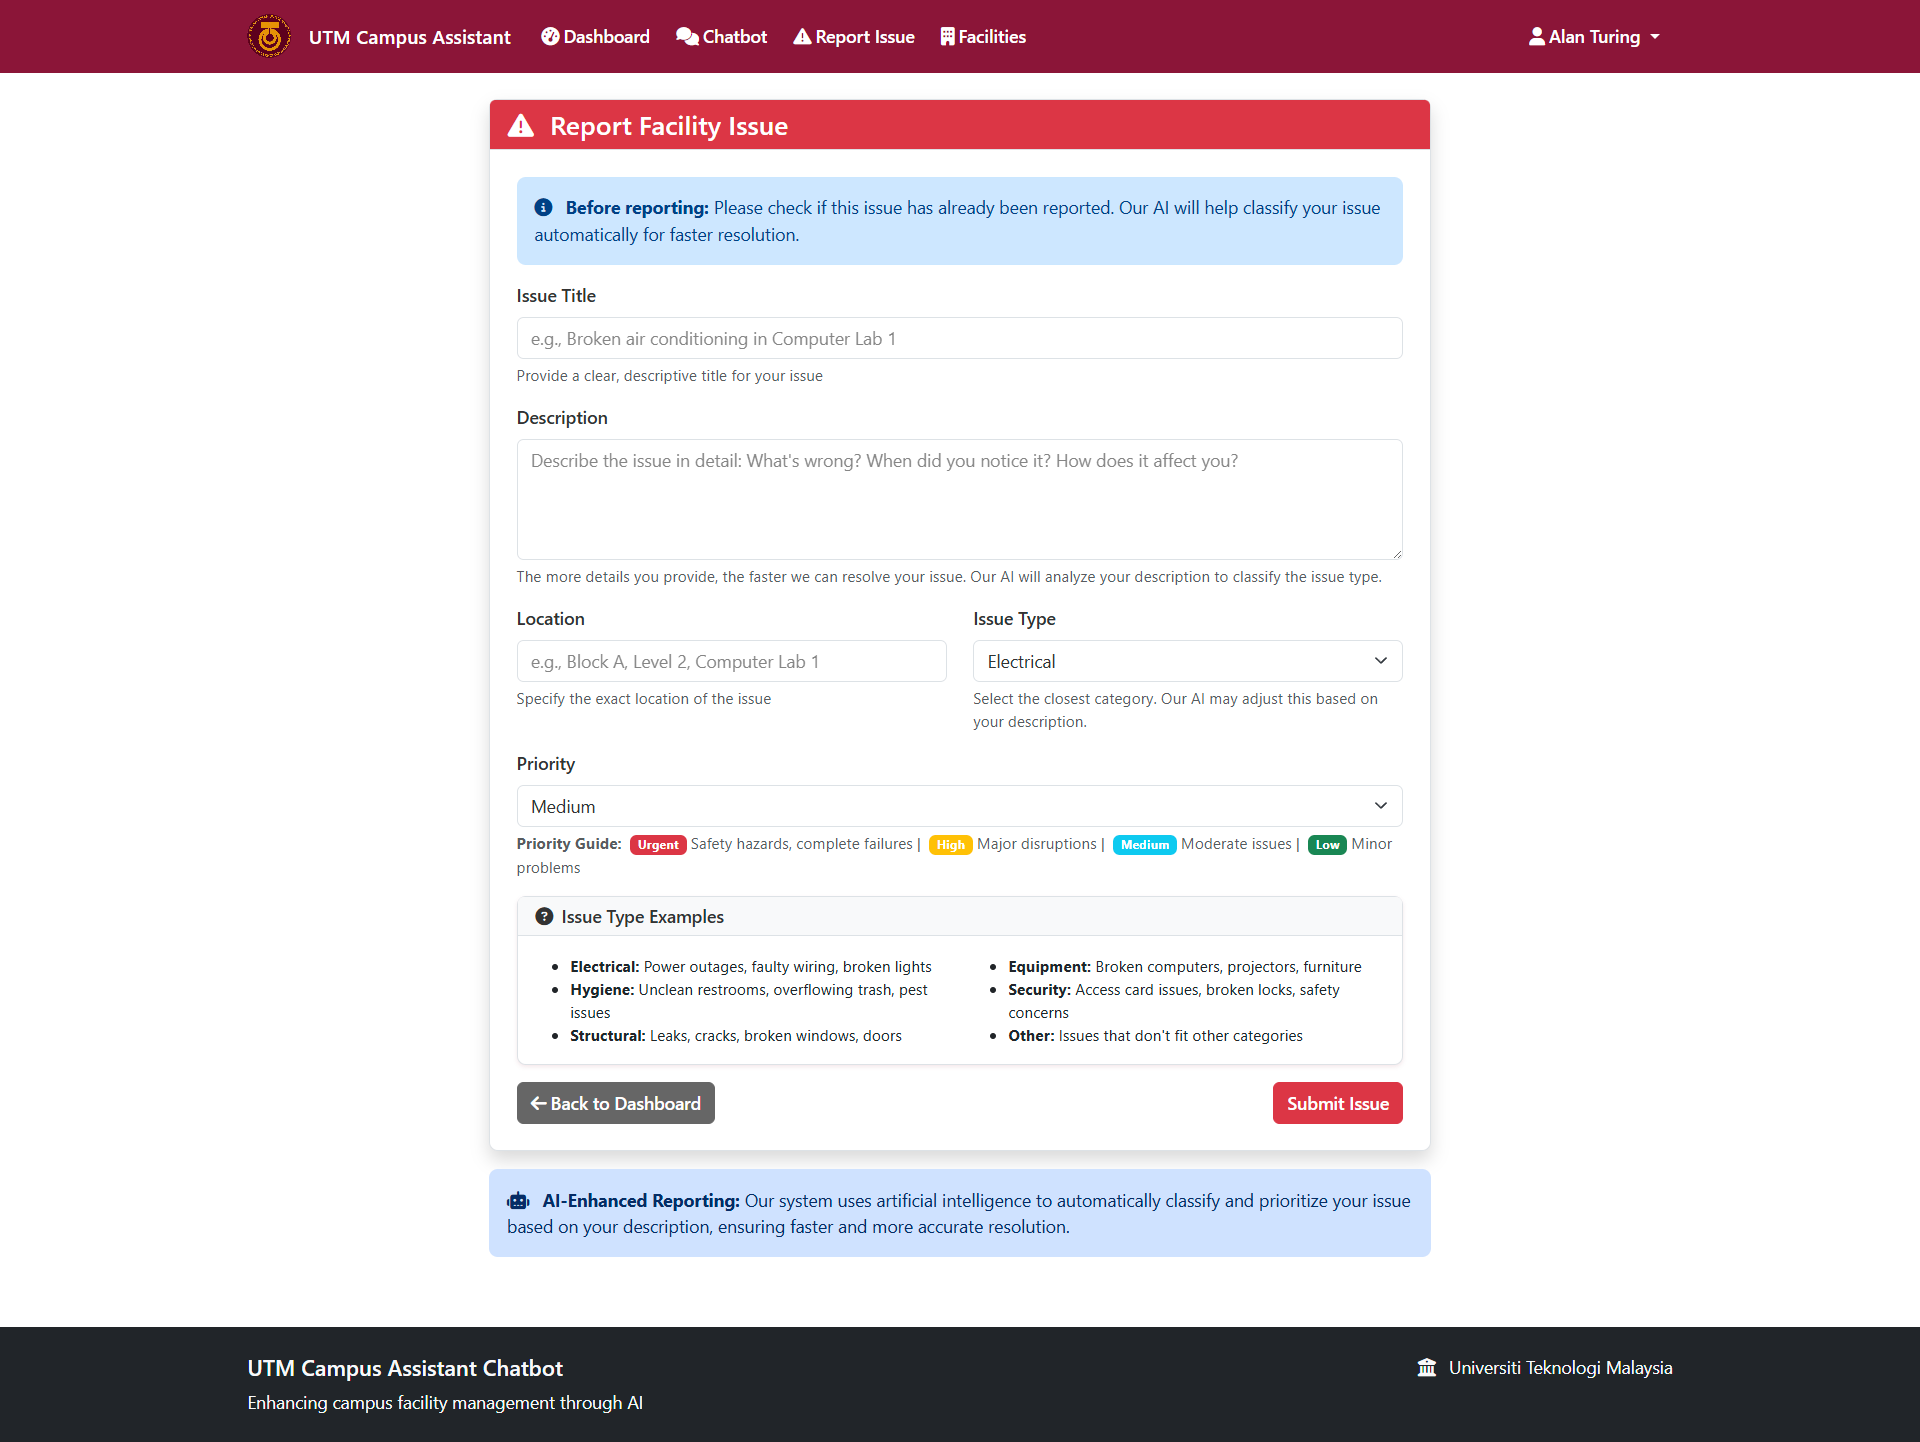 UTM Campus Assistant Dashboard Chatbot Report Issue Facilities Alan Turing
Report Facility Issue
Before reporting: Please check if this issue has already been reported. Our AI will help classify your issue
automatically for faster resolution.
Issue Title
e.g., Broken air conditioning in Computer Lab 1
Provide a clear, descriptive title for your issue
Description
Describe the issue in detail: What's wrong? When did you notice it? How does it affect you?
The more details you provide, the faster we can resolve your issue. Our AI will analyze your description to classify the issue type.
Location
e.g., Block A, Level 2, Computer Lab 1
Specify the exact location of the issue
Issue Type
Electrical
Select the closest category. Our AI may adjust this based on
your description.
Priority
Medium
Priority Guide: Urgent Safety hazards, complete failures | High Major disruptions | Medium Moderate issues | Low Minor
problems
Issue Type Examples
Electrical: Power outages, faulty wiring, broken lights
Hygiene: Unclean restrooms, overflowing trash, pest
issues
Structural: Leaks, cracks, broken windows, doors
Equipment: Broken computers, projectors, furniture
Security: Access card issues, broken locks, safety
concerns
Other: Issues that don't fit other categories
Back to Dashboard
Submit Issue
AI-Enhanced Reporting: Our system uses artificial intelligence to automatically classify and prioritize your issue
based on your description, ensuring faster and more accurate resolution.
UTM Campus Assistant Chatbot
Enhancing campus facility management through AI
Universiti Teknologi Malaysia